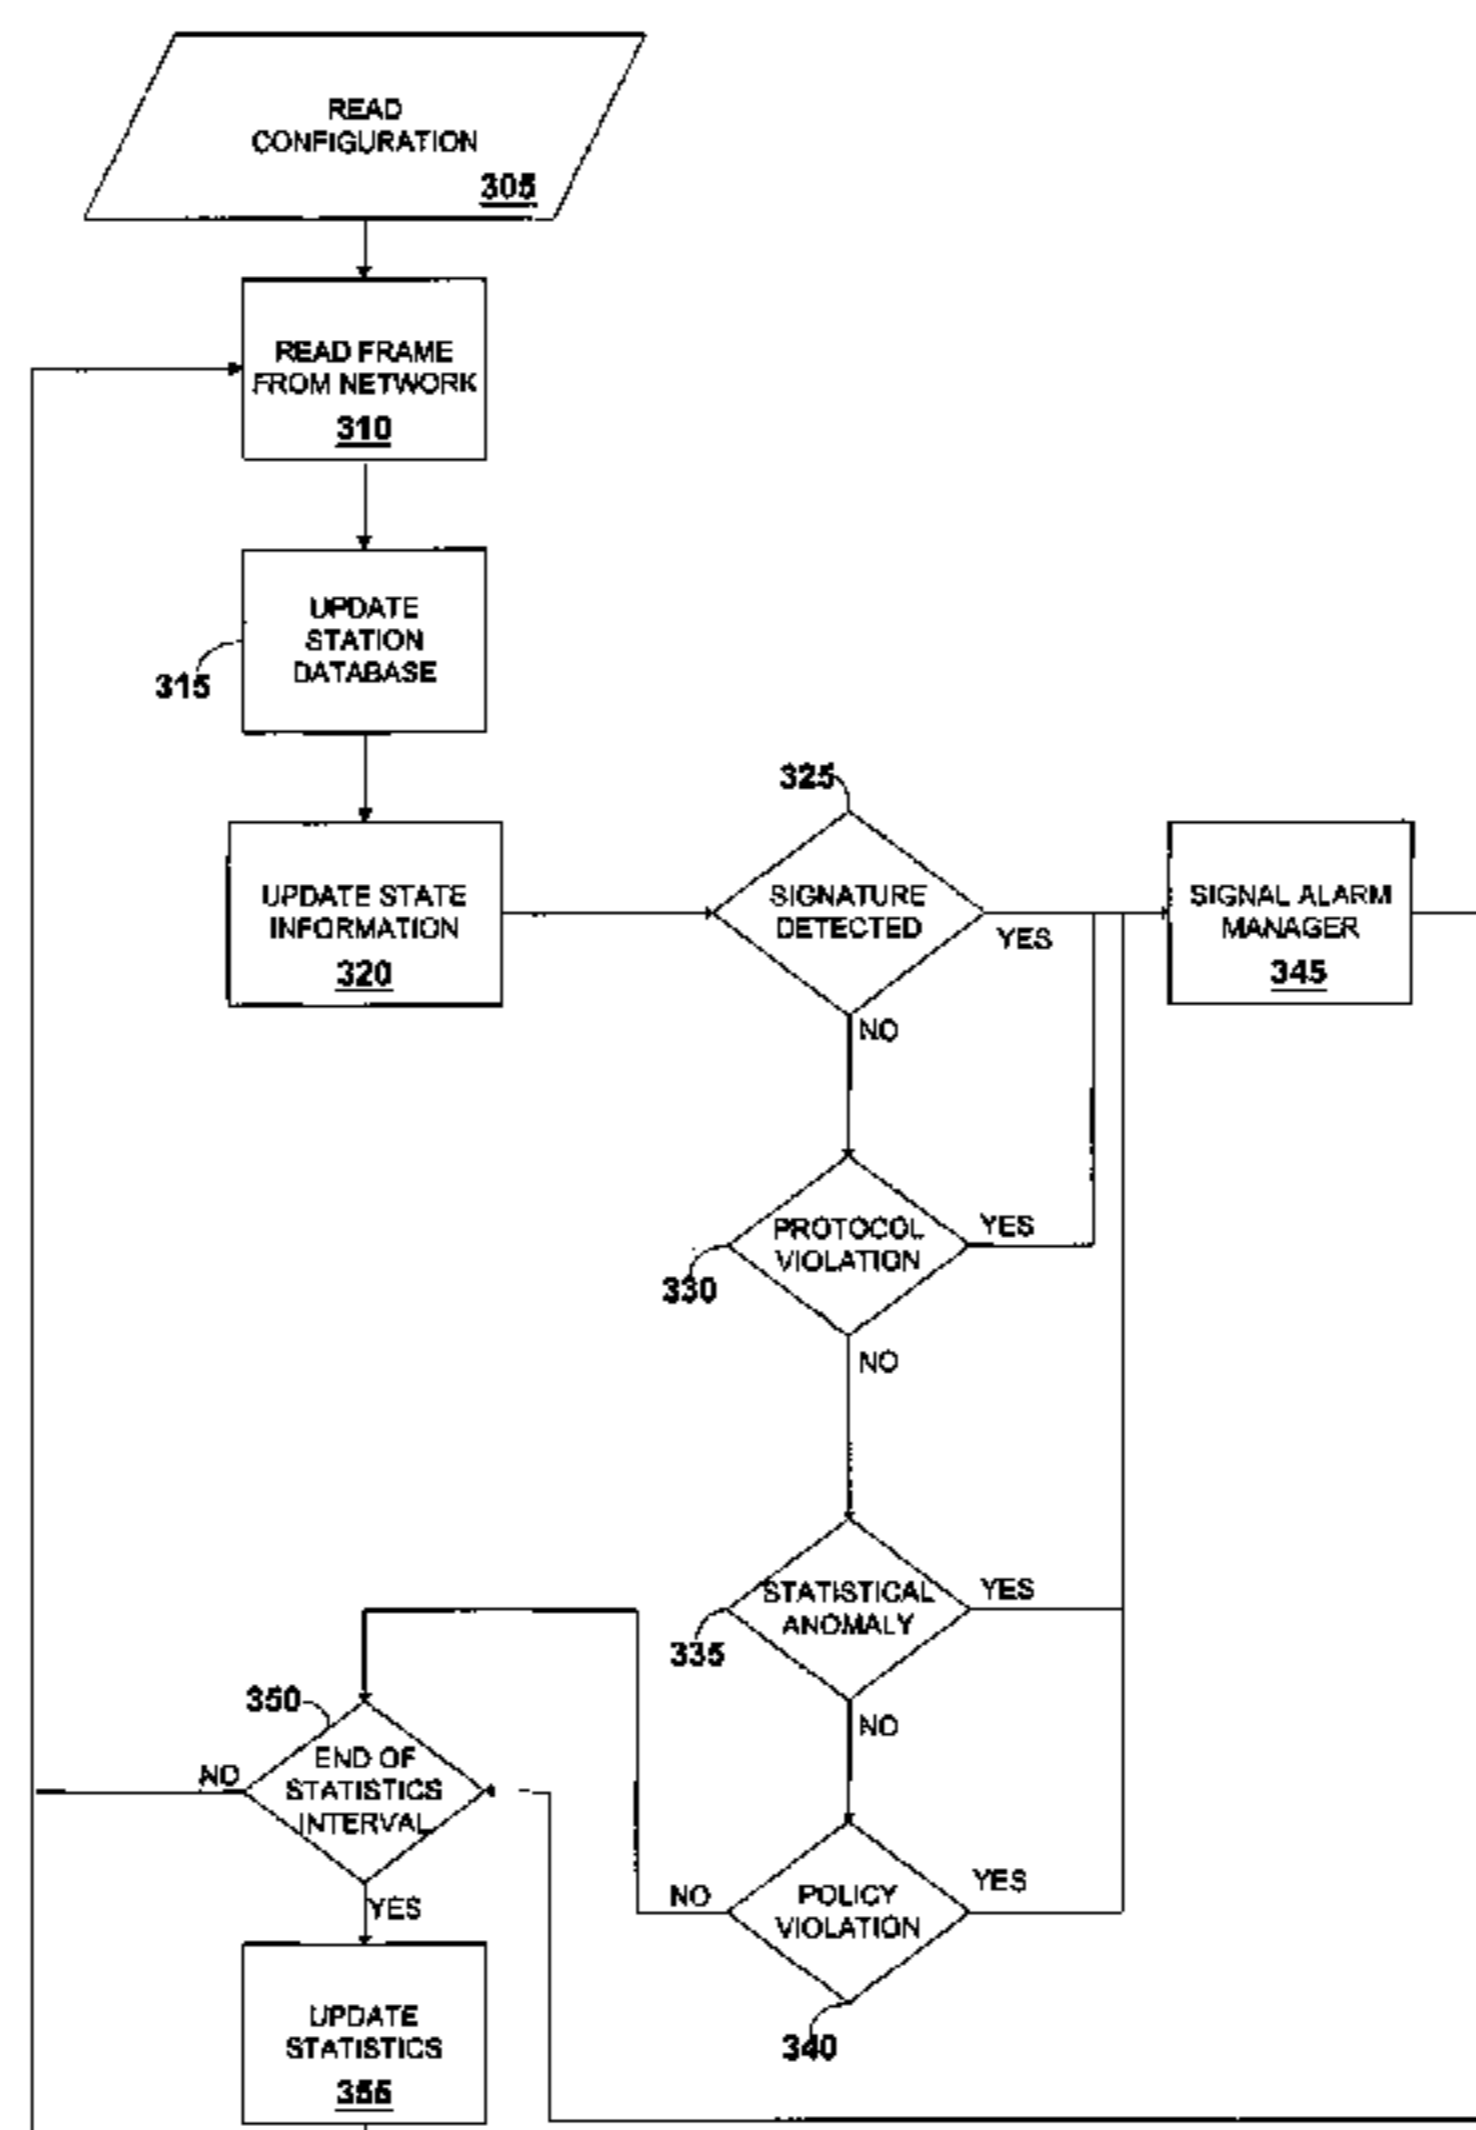 READ
CONFIGURATION
305
READ FRAME
FROM NETWORK
310
UPDATE
STATION
DATABASE
315
UPDATE STATE
INFORMATION
320
325
SIGNATURE
DETECTED
YES
NO
SIGNAL ALARM
MANAGER
345
PROTOCOL
VIOLATION
YES
330
NO
STATISTICAL
ANOMALY
YES
335
NO
350
END OF
STATISTICS
INTERVAL
NO
YES
POLICY
VIOLATION
NO
YES
340
UPDATE
STATISTICS
355